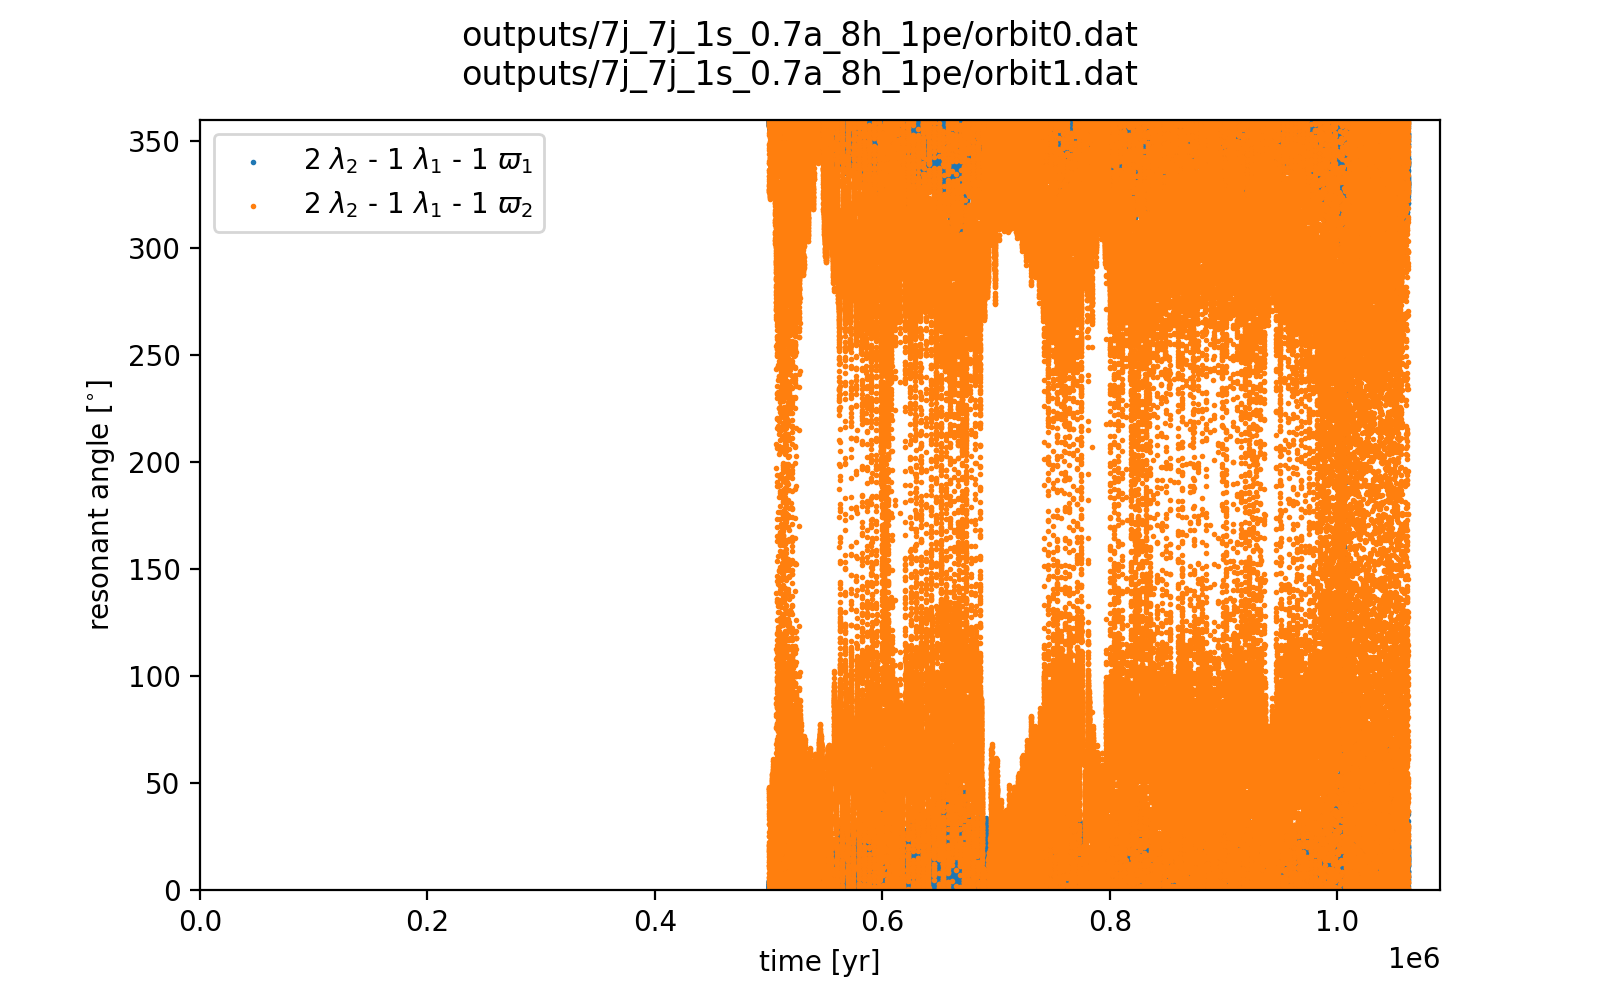 outputs/7j_7j_1s_0.7a_8h_1pe/orbit0.dat
outputs/7j_7j_1s_0.7a_8h_1pe/orbit1.dat
2 λ₂ - 1 λ₁ - 1 ϖ₁
2 λ₂ - 1 λ₁ - 1 ϖ₂
resonant angle [°]
350
300
250
200
150
100
50
0
0.0 0.2 0.4 0.6 0.8 1.0
time [yr]
1e6